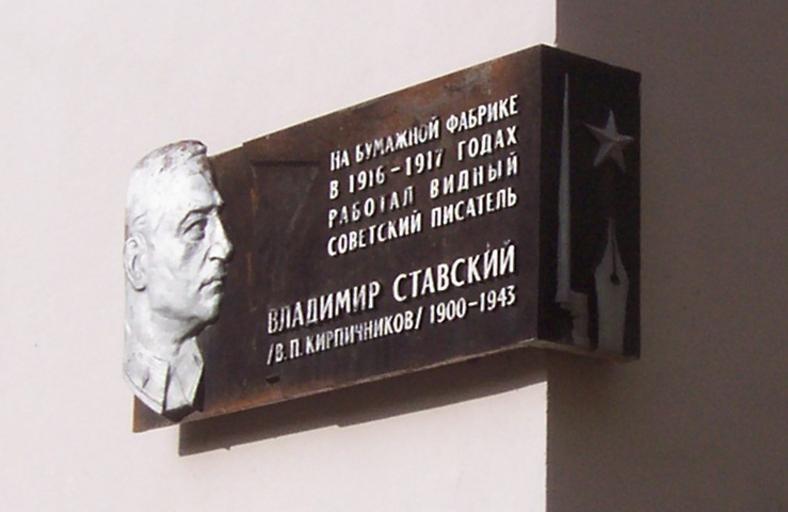 НА БУМАЖНОЙ ФАБРИКЕ
В 1916-1917 ГОДАХ
РАБОТАЛ ВИДНЫЙ
СОВЕТСКИЙ ПИСАТЕЛЬ
ВЛАДИМИР СТАВСКИЙ
/В.П. КИРПИЧНИКОВ/ 1900-1943